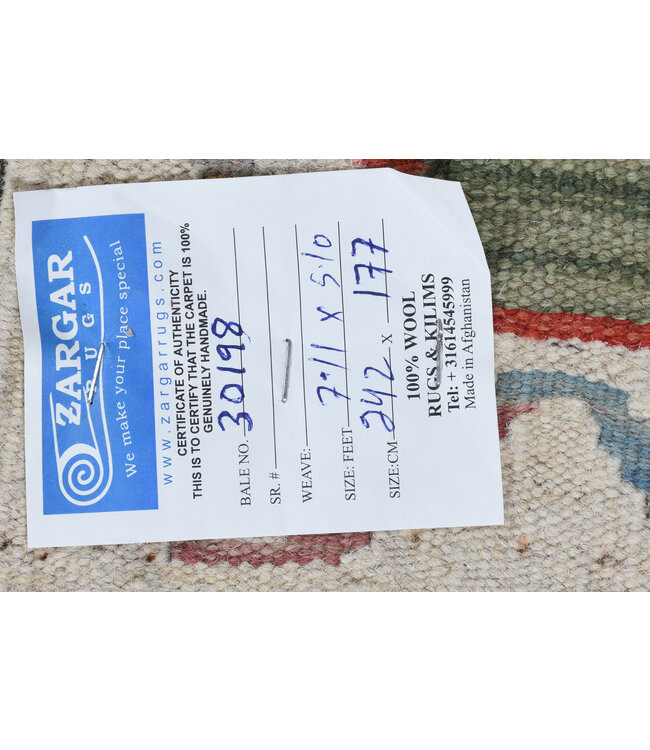 ZARGAR
RUGS
We make your place special
www.zargarrugs.com
CERTIFICATE OF AUTHENTICITY
THIS IS TO CERTIFY THAT THE CARPET IS 100%
GENUINELY HANDMADE.
BALE NO. 30198
SR. #
WEAVE:
SIZE: FEET 7·11 X 5·10
SIZE:CM 242 X 177
100% WOOL
RUGS & KILIMS
Tel: + 31614545999
Made in Afghanistan